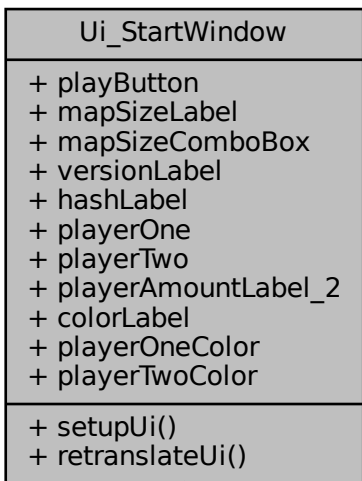 Ui_StartWindow
+ playButton
+ mapSizeLabel
+ mapSizeComboBox
+ versionLabel
+ hashLabel
+ playerOne
+ playerTwo
+ playerAmountLabel_2
+ colorLabel
+ playerOneColor
+ playerTwoColor
+ setupUi()
+ retranslateUi()